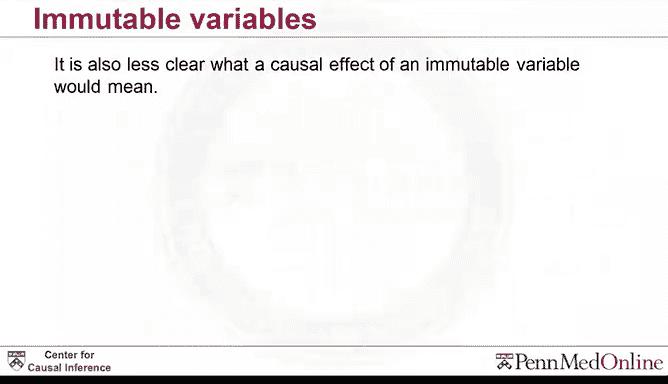 Immutable variables
It is also less clear what a causal effect of an immutable variable
would mean.
Center for
Causal Inference
PennMedOnline